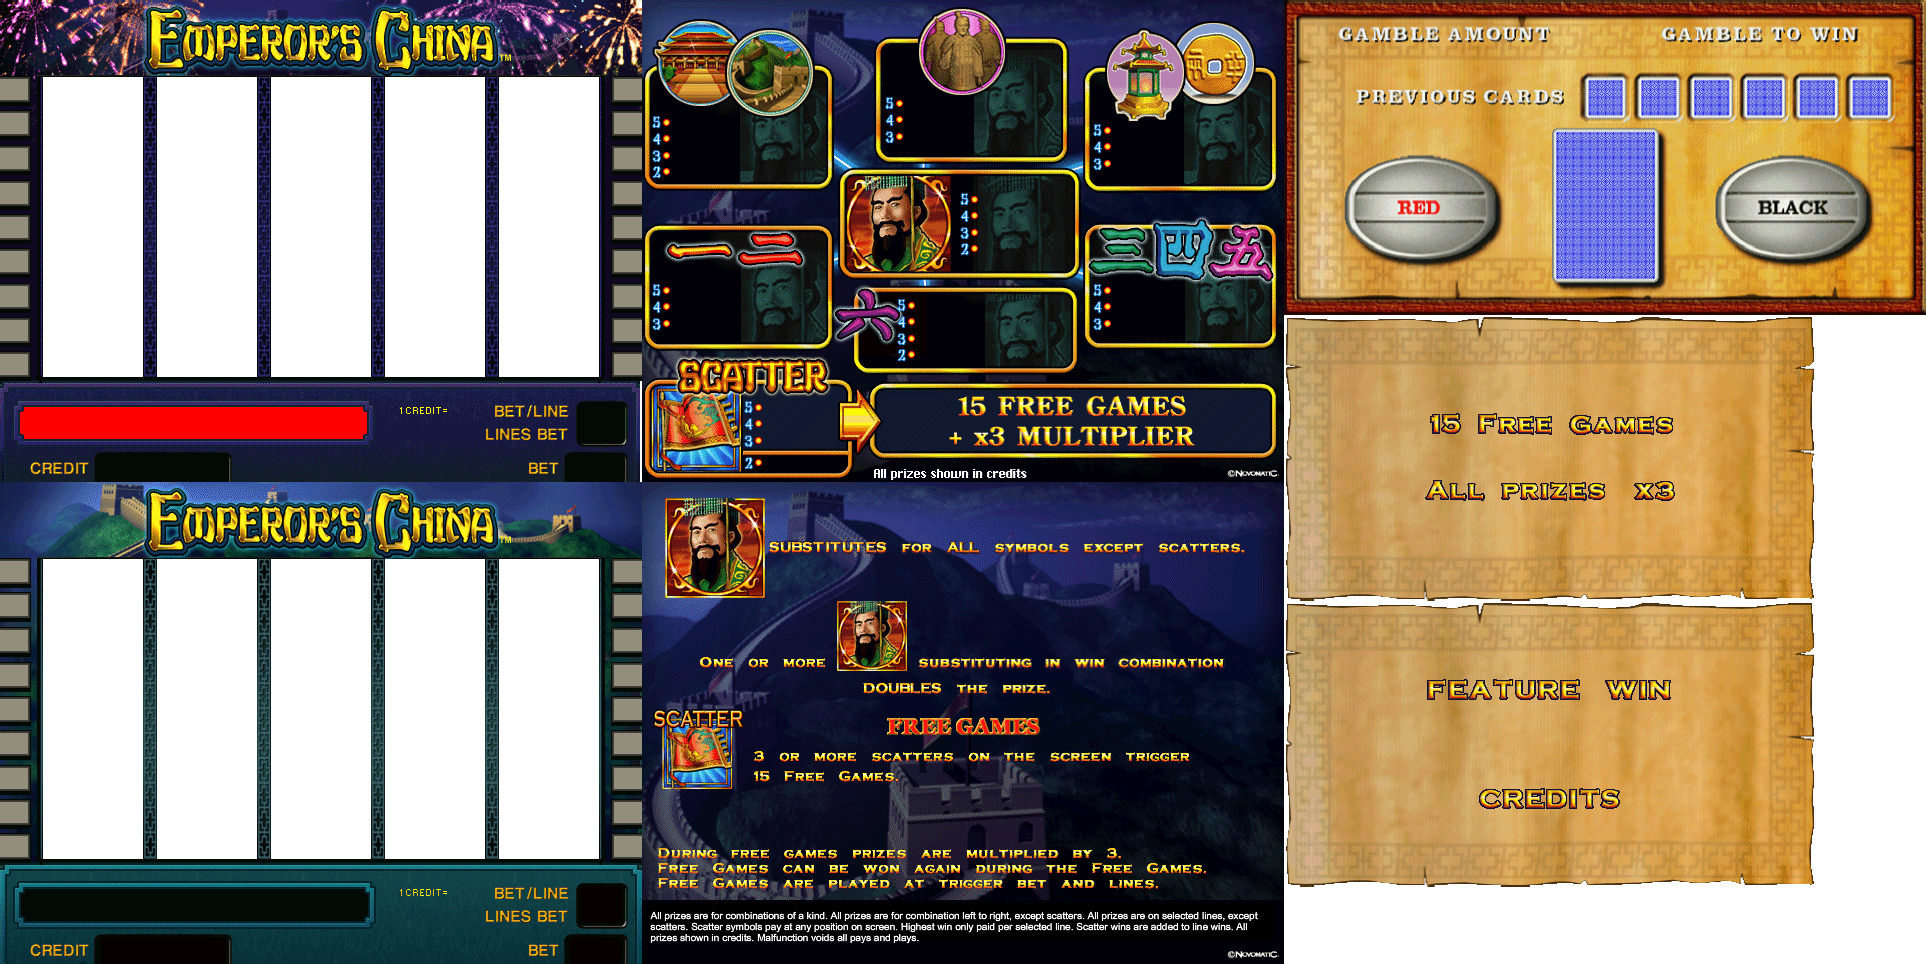 EMPEROR'S CHINA™
1 CREDIT=
BET/LINE
LINES BET
CREDIT
BET
5
4
3
2
5
4
3
5
4
3
5
4
3
2
一 二
5
4
3
三 四 五
5
4
3
六
5
4
3
2
SCATTER
5
4
3
2
15 FREE GAMES
+ x3 MULTIPLIER
All prizes shown in credits
©NOVOMATIC
GAMBLE AMOUNT
GAMBLE TO WIN
PREVIOUS CARDS
RED
BLACK
15 FREE GAMES
ALL PRIZES X3
EMPEROR'S CHINA™
1 CREDIT=
BET/LINE
LINES BET
CREDIT
BET
SUBSTITUTES FOR ALL SYMBOLS EXCEPT SCATTERS.
ONE OR MORE SUBSTITUTING IN WIN COMBINATION
DOUBLES THE PRIZE.
SCATTER
FREE GAMES
3 OR MORE SCATTERS ON THE SCREEN TRIGGER
15 FREE GAMES.
DURING FREE GAMES PRIZES ARE MULTIPLIED BY 3.
FREE GAMES CAN BE WON AGAIN DURING THE FREE GAMES.
FREE GAMES ARE PLAYED AT TRIGGER BET AND LINES.
All prizes are for combinations of a kind. All prizes are for combination left to right, except scatters. All prizes are on selected lines, except
scatters. Scatter symbols pay at any position on screen. Highest win only paid per selected line. Scatter wins are added to line wins. All
prizes shown in credits. Malfunction voids all pays and plays.
©NOVOMATIC
FEATURE WIN
CREDITS